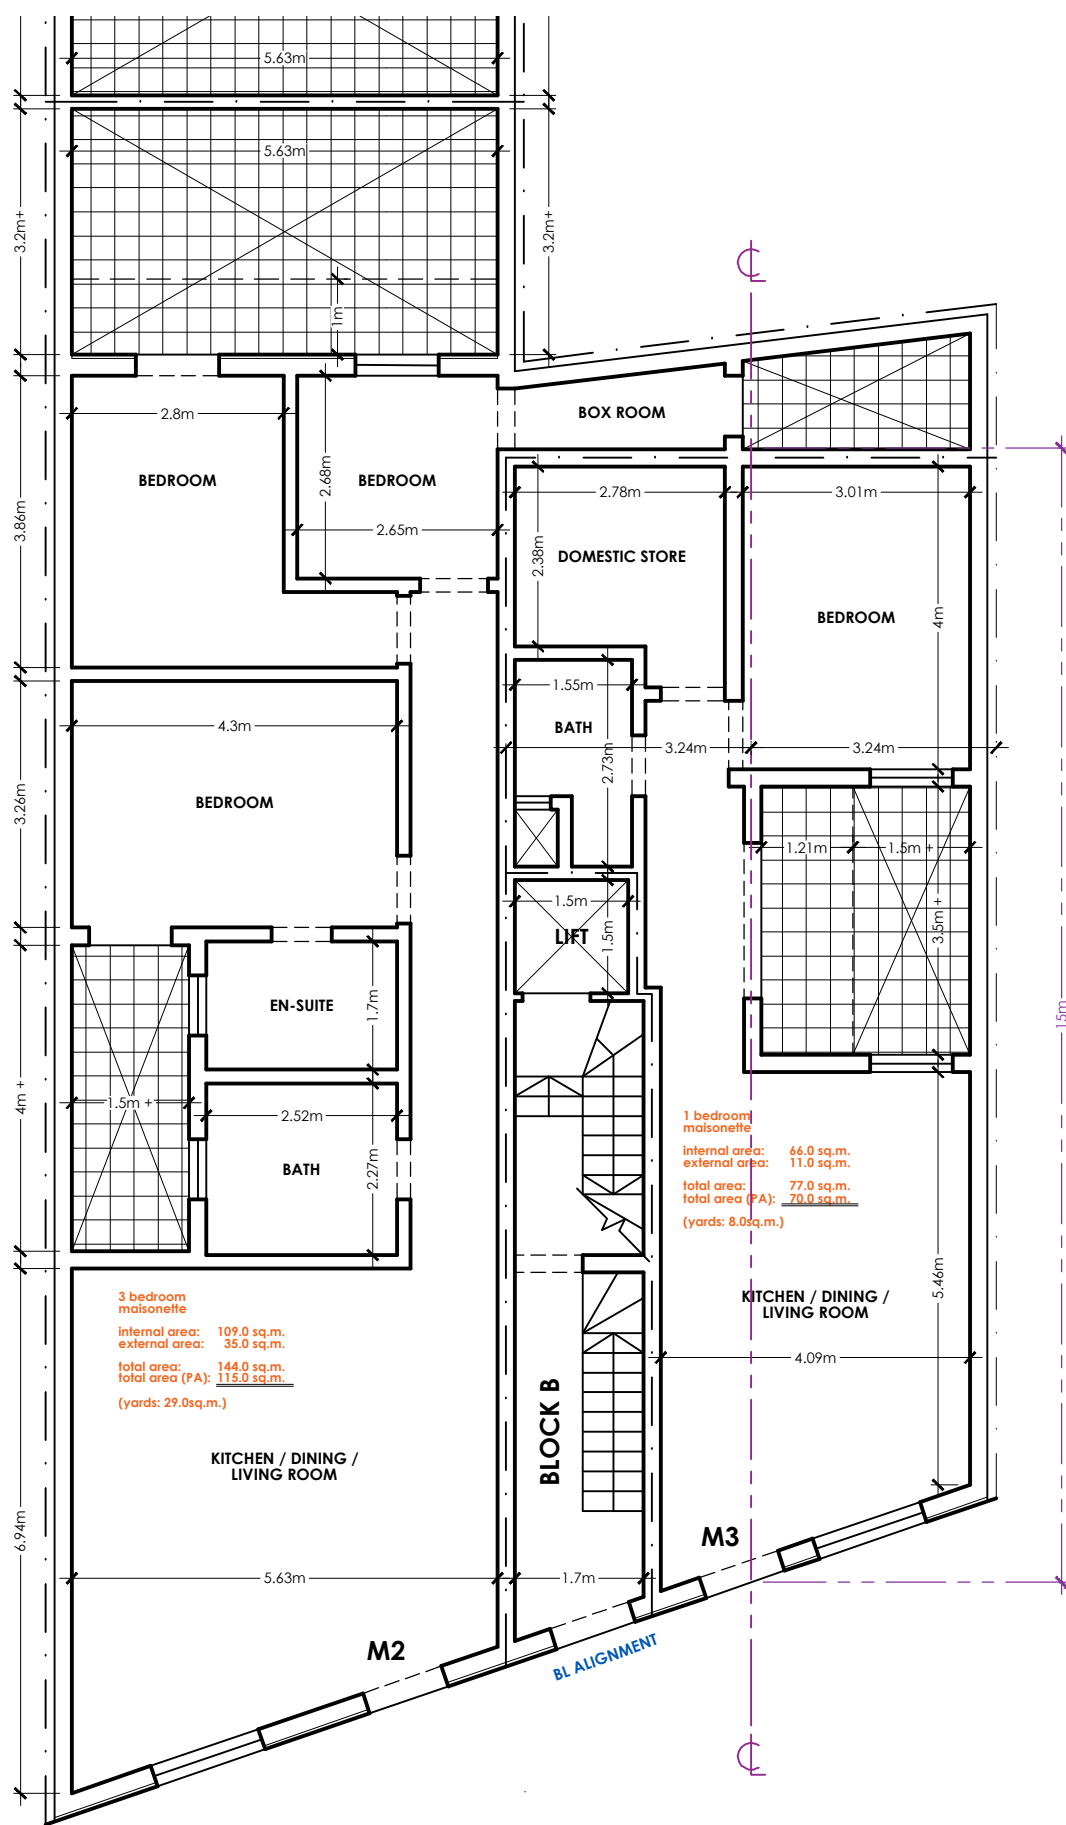 5.63m
5.63m
3.2m+
3.2m+
1m
2.8m
BOX ROOM
BEDROOM
BEDROOM
2.68m
2.65m
3.86m
2.78m
3.01m
2.38m
DOMESTIC STORE
BEDROOM
4m
1.55m
BATH
2.73m
3.24m
3.24m
4.3m
BEDROOM
3.26m
1.21m
1.5m +
3.5m +
1.5m
LIFT
1.5m
EN-SUITE
1.7m
15m
4m +
1.5m +
2.52m
BATH
2.27m
1 bedroom
maisonette
internal area: 66.0 sq.m.
external area: 11.0 sq.m.
total area: 77.0 sq.m.
total area (PA): 70.0 sq.m.
(yards: 8.0sq.m.)
3 bedroom
maisonette
internal area: 109.0 sq.m.
external area: 35.0 sq.m.
total area: 144.0 sq.m.
total area (PA): 115.0 sq.m.
(yards: 29.0sq.m.)
KITCHEN / DINING /
LIVING ROOM
5.46m
4.09m
BLOCK B
KITCHEN / DINING /
LIVING ROOM
6.94m
M3
5.63m
1.7m
M2
BL ALIGNMENT